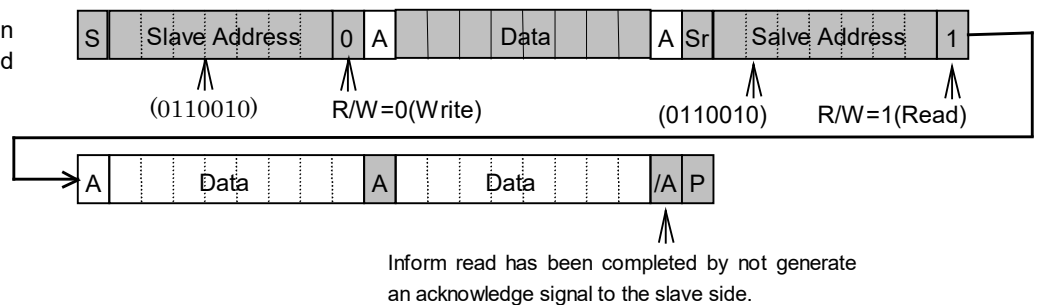 n
d
S Slave Address 0 A Data A Sr Salve Address 1
(0110010) R/W=0(Write) (0110010) R/W=1(Read)
A Data A Data /A P
Inform read has been completed by not generate
an acknowledge signal to the slave side.